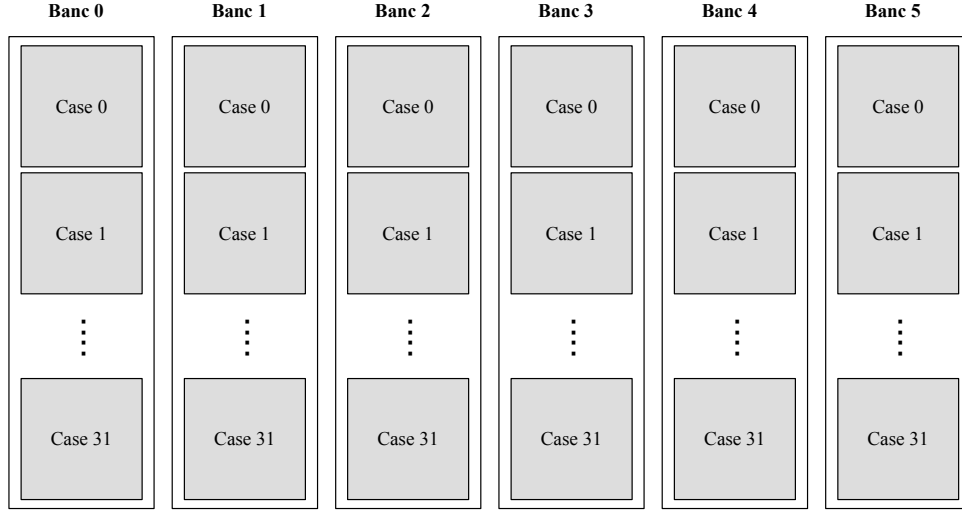 Banc 0 Banc 1 Banc 2 Banc 3 Banc 4 Banc 5
Case 0 Case 0 Case 0 Case 0 Case 0 Case 0
Case 1 Case 1 Case 1 Case 1 Case 1 Case 1
Case 31 Case 31 Case 31 Case 31 Case 31 Case 31